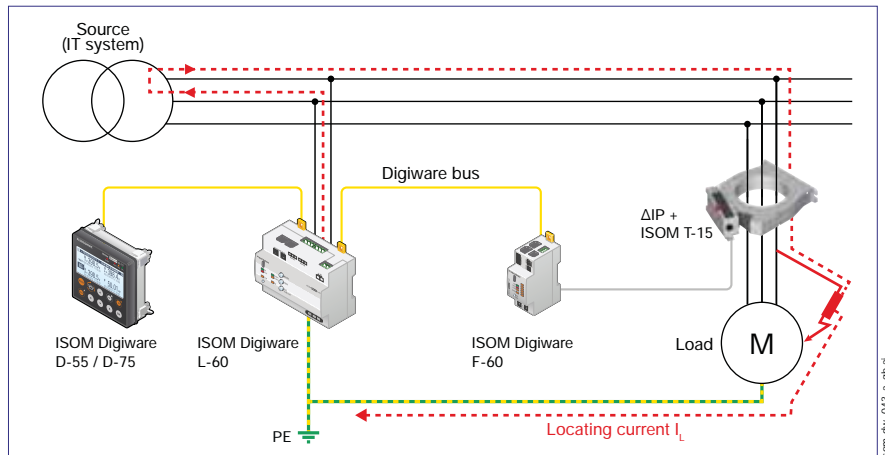 Source
(IT system)
Digiware bus
ΔIP +
ISOM T-15
ISOM Digiware
D-55 / D-75
ISOM Digiware
L-60
ISOM Digiware
F-60
Load
M
PE
Locating current I_L